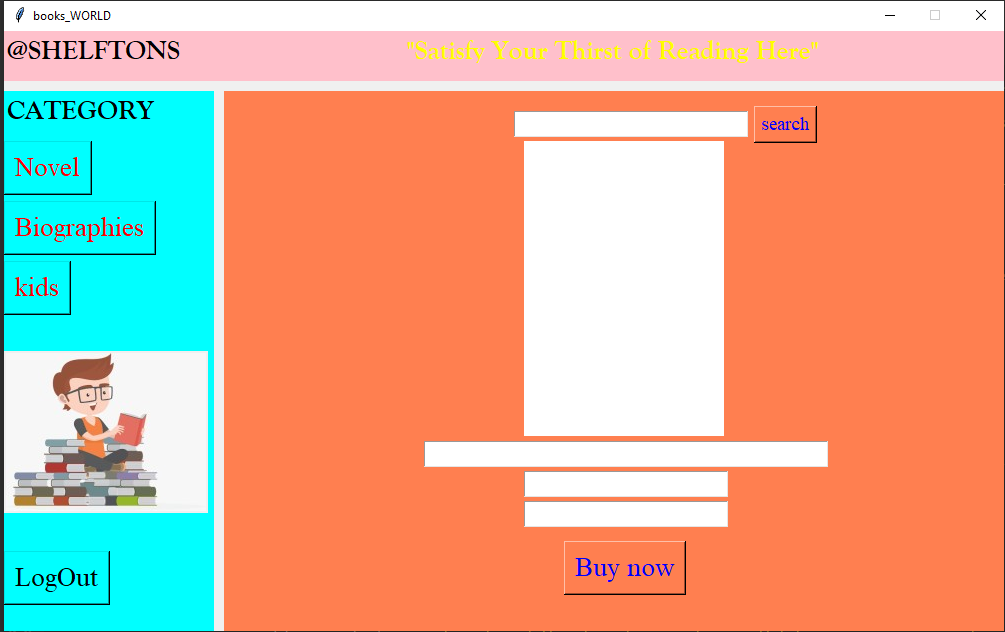 books_WORLD
@SHELFTONS
"Satisfy Your Thirst of Reading Here"
CATEGORY
search
Novel
Biographies
kids
LogOut
Buy now